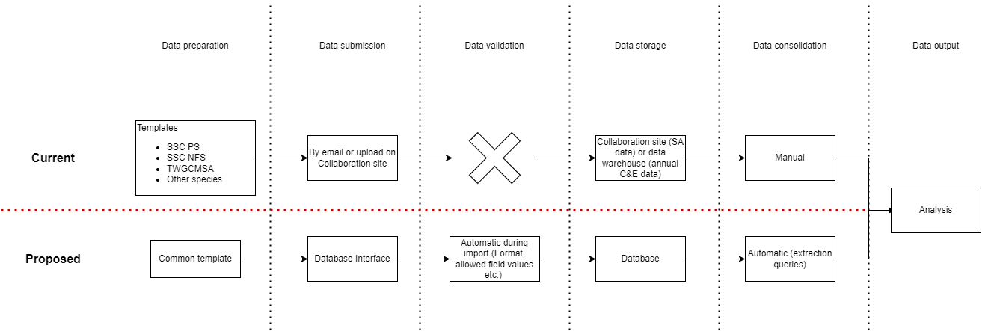 Data preparation
Data submission
Data validation
Data storage
Data consolidation
Data output
Current
Templates
SSC PS
SSC NFS
TWGCMSA
Other species
By email or upload on
Collaboration site
Collaboration site (SA
data) or data
warehouse (annual
C&E data)
Manual
Analysis
Proposed
Common template
Database Interface
Automatic during
import (Format,
allowed field values
etc.)
Database
Automatic (extraction
queries)